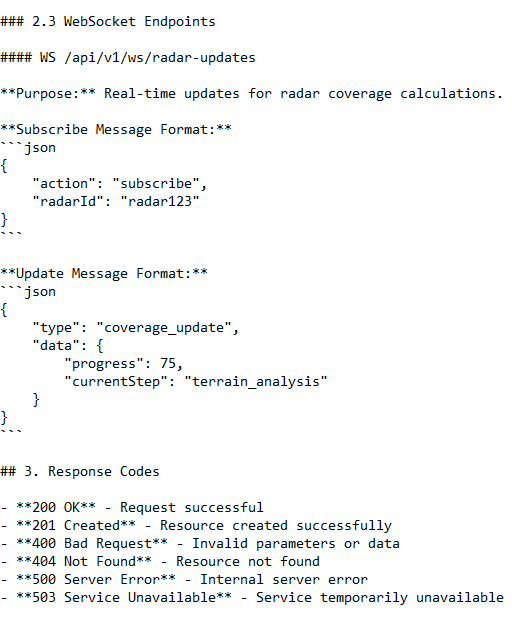 ### 2.3 WebSocket Endpoints

#### WS /api/v1/ws/radar-updates

**Purpose:** Real-time updates for radar coverage calculations.

**Subscribe Message Format:**
```json
{
    "action": "subscribe",
    "radarId": "radar123"
}
```

**Update Message Format:**
```json
{
    "type": "coverage_update",
    "data": {
        "progress": 75,
        "currentStep": "terrain_analysis"
    }
}
```

## 3. Response Codes

- **200 OK** - Request successful
- **201 Created** - Resource created successfully
- **400 Bad Request** - Invalid parameters or data
- **404 Not Found** - Resource not found
- **500 Server Error** - Internal server error
- **503 Service Unavailable** - Service temporarily unavailable